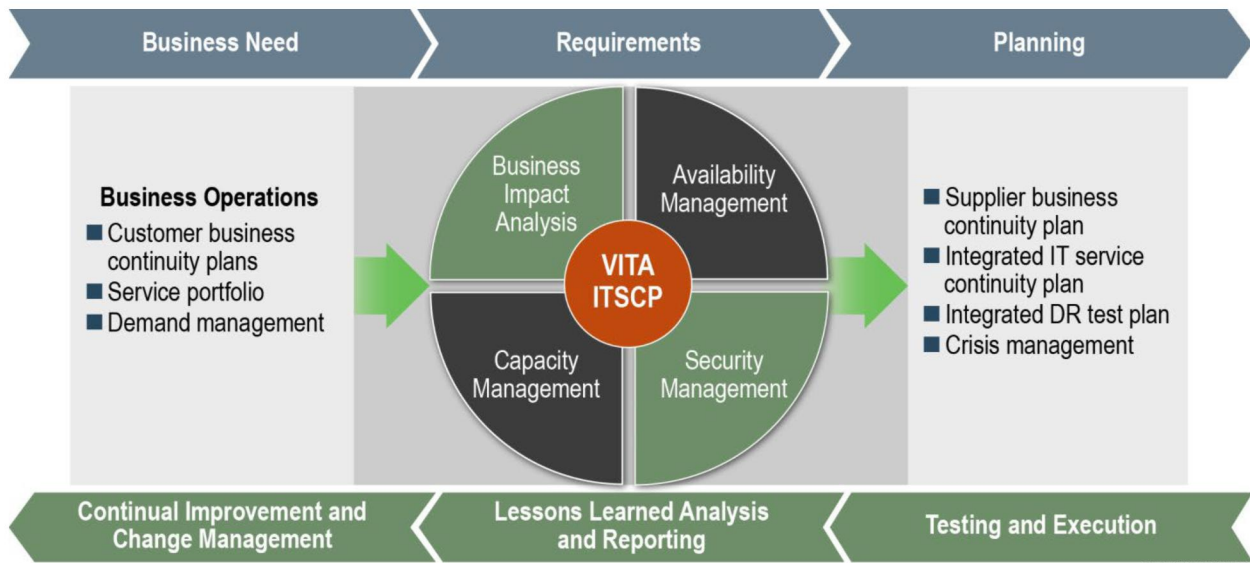 Business Need
Requirements
Planning
Business Operations
■ Customer business
continuity plans
■ Service portfolio
■ Demand management
Business
Impact
Analysis
Availability
Management
VITA
ITSCP
Capacity
Management
Security
Management
■ Supplier business
continuity plan
■ Integrated IT service
continuity plan
■ Integrated DR test plan
■ Crisis management
Continual Improvement and
Change Management
Lessons Learned Analysis
and Reporting
Testing and Execution